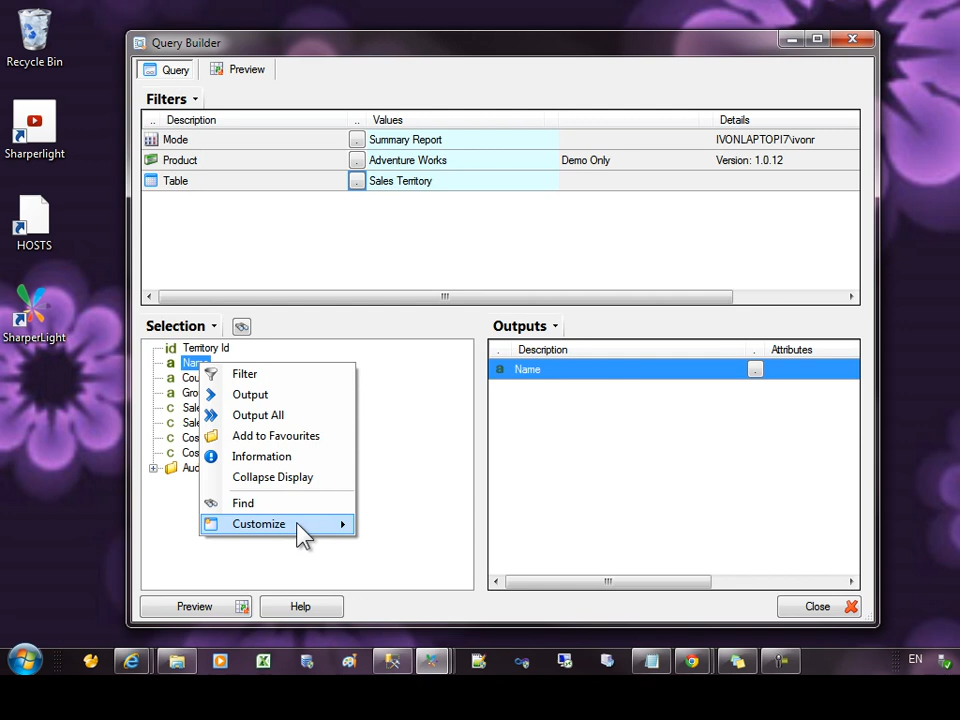 Recycle Bin
Sharperlight
HOSTS
SharperLight
Query Builder
Query
Preview
Filters
.. Description .. Values Details
Mode . Summary Report IVONLAPTOPI7\ivonr
Product . Adventure Works Demo Only Version: 1.0.12
Table . Sales Territory
Selection
Outputs
id Territory Id
a Name
a Cou
a Gro
c Sale
c Sale
c Cos
c Cos
Aud
Filter
Output
Output All
Add to Favourites
Information
Collapse Display
Find
Customize
. Description . Attributes
a Name .
Preview
Help
Close
EN